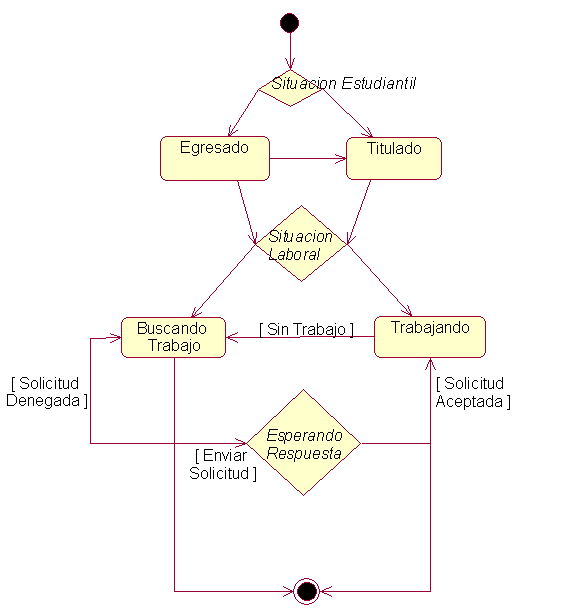 Situacion Estudiantil
Egresado
Titulado
Situacion
Laboral
Buscando
Trabajo
[ Sin Trabajo ]
Trabajando
[ Solicitud
Denegada ]
[ Solicitud
Aceptada ]
Esperando
Respuesta
[ Enviar
Solicitud ]